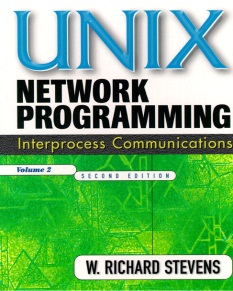 UNIX
NETWORK
PROGRAMMING
Interprocess Communications
Volume 2
SECOND EDITION
W. RICHARD STEVENS